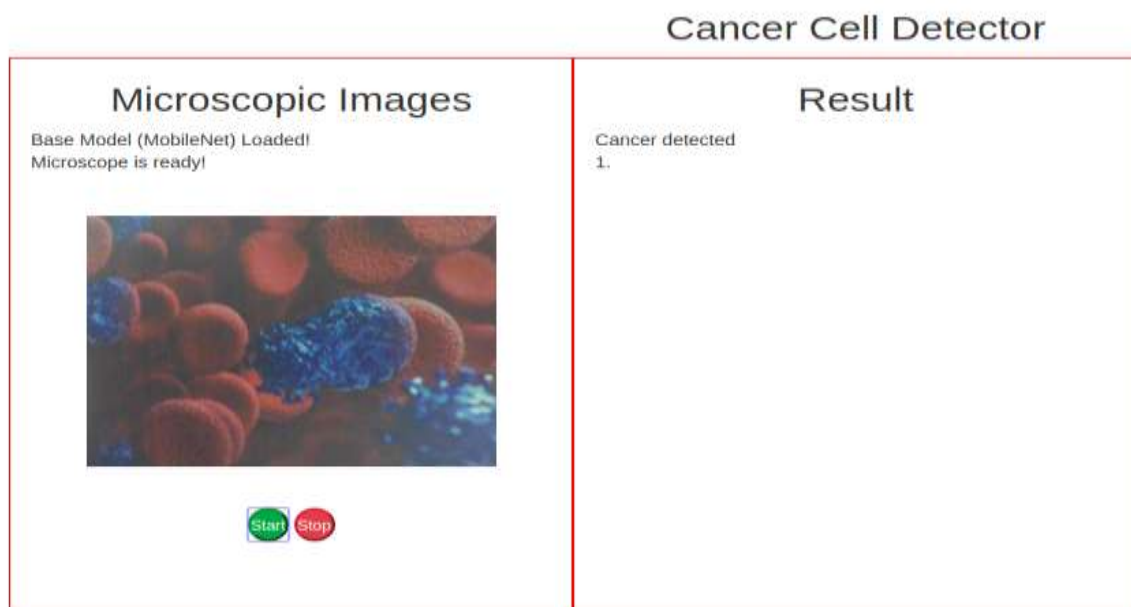 Cancer Cell Detector
Microscopic Images
Base Model (MobileNet) Loaded!
Microscope is ready!
Start Stop
Result
Cancer detected
1.